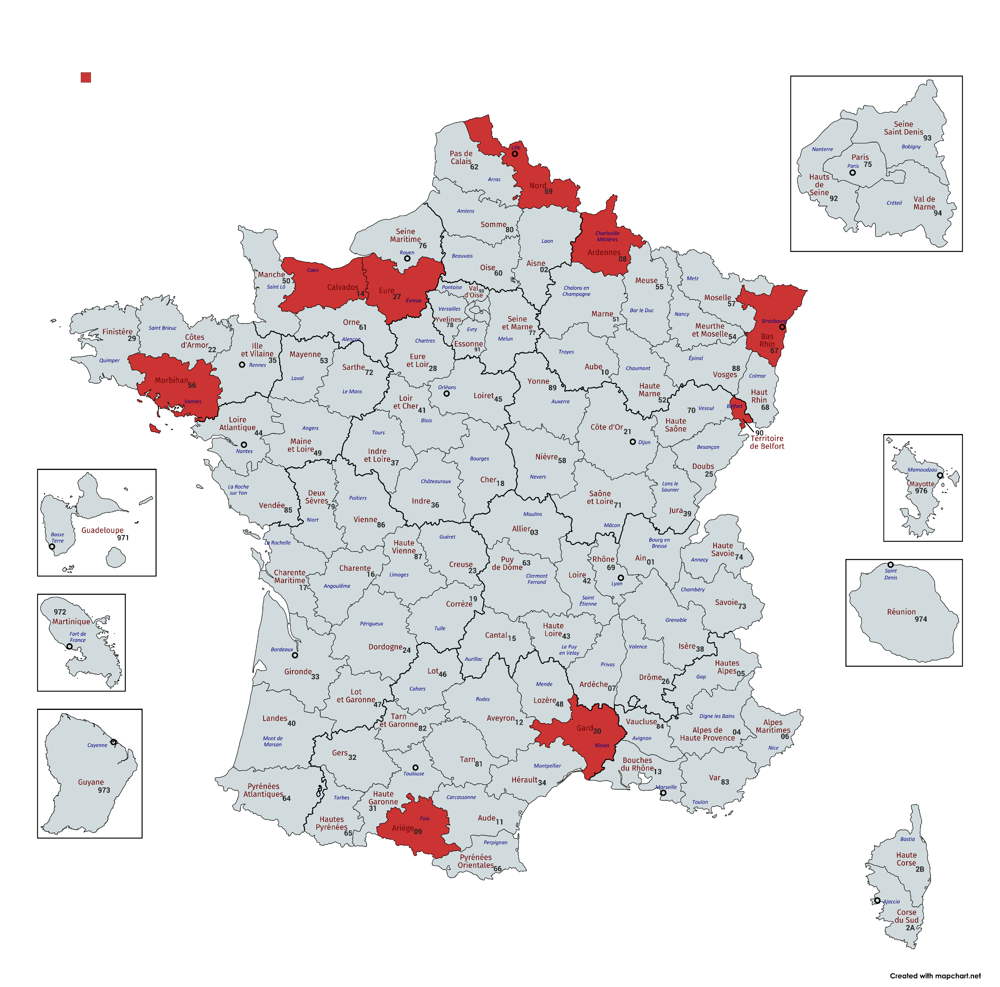 Seine
Saint Denis 93
Bobigny
Nanterre
Paris
75
Paris
Hauts
de
Seine
92
Créteil
Val de
Marne
94
Lille
Pas de
Calais
62
Arras
Nord
59
Amiens
Somme 80
Seine
Maritime 76
Rouen
Laon
Charleville
Mézières
Ardennes 08
Beauvais
Oise 60
Aisne 02
Manche 50
Saint Lô
Caen
Calvados 14
Eure 27
Évreux
Pontoise
Val
d'Oise
95
Chalons en
Champagne
Meuse 55
Metz
Moselle 57
Versailles
Yvelines
78
Evry
Essonne
91
Seine
et Marne
77
Melun
Marne 51
Bar le Duc
Nancy
Meurthe
et Moselle 54
Strasbourg
Bas
Rhin
67
Finistère
29
Quimper
Saint Brieuc
Côtes
d'Armor 22
Ille
et Vilaine
35
Rennes
Orne 61
Alençon
Mayenne 53
Laval
Sarthe 72
Le Mans
Chartres
Eure
et Loir 28
Troyes
Aube 10
Chaumont
Haute
Marne 52
Épinal
88
Vosges
Colmar
Haut
Rhin
68
Morbihan 56
Vannes
Orléans
Loiret 45
Loir
et Cher 41
Blois
Yonne
89
Auxerre
70
Vesoul
Haute
Saône
Belfort
90
Territoire
de Belfort
Loire
Atlantique 44
Nantes
Angers
Maine
et Loire 49
Tours
Indre
et Loire 37
Côte d'Or 21
Dijon
Besançon
Doubs
25
Mamoudzou
Mayotte
976
Bourges
Cher 18
Nièvre 58
Nevers
Châteauroux
Indre 36
La Roche
sur Yon
Vendée 85
Deux
Sèvres 79
Niort
Poitiers
Vienne 86
Saône
et Loire 71
Mâcon
Lons le
Saunier
Jura 39
Basse
Terre
Guadeloupe
971
Moulins
Allier 03
La Rochelle
Haute
Vienne
87
Limoges
Guéret
Creuse 23
Puy
de Dôme 63
Clermont
Ferrand
Bourg en
Bresse
Ain 01
Rhône
69
Lyon
Annecy
Haute
Savoie 74
Charente
Maritime
17
Charente 16
Angoulême
Loire
42
Saint
Étienne
Chambéry
Savoie 73
Saint
Denis
Réunion
974
972
Martinique
Fort de
France
19
Corrèze
Tulle
Périgueux
Dordogne 24
Cantal 15
Aurillac
Haute
Loire 43
Le Puy
en Velay
Grenoble
Isère 38
Valence
Privas
Bordeaux
Gironde 33
Lot 46
Cahors
Mende
Lozère 48
Ardèche 07
Drôme 26
Hautes
Alpes 05
Gap
Lot
et Garonne
47
Rodez
Aveyron 12
Landes
40
Mont de
Marsan
Tarn
et Garonne 82
Gard 30
Nîmes
Vaucluse
84
Avignon
Digne les Bains
Alpes de
Haute Provence
04
Alpes
Maritimes
06
Nice
Cayenne
Guyane
973
Gers 32
Toulouse
Tarn 81
Montpellier
Hérault 34
Bouches
du Rhône 13
Marseille
Var 83
Toulon
Pyrénées
Atlantiques 64
Tarbes
Hautes
Pyrénées
65
Haute
Garonne
31
Foix
Ariège 09
Carcassonne
Aude 11
Perpignan
Pyrénées
Orientales 66
Bastia
Haute
Corse
2B
Ajaccio
Corse
du Sud
2A
Created with mapchart.net